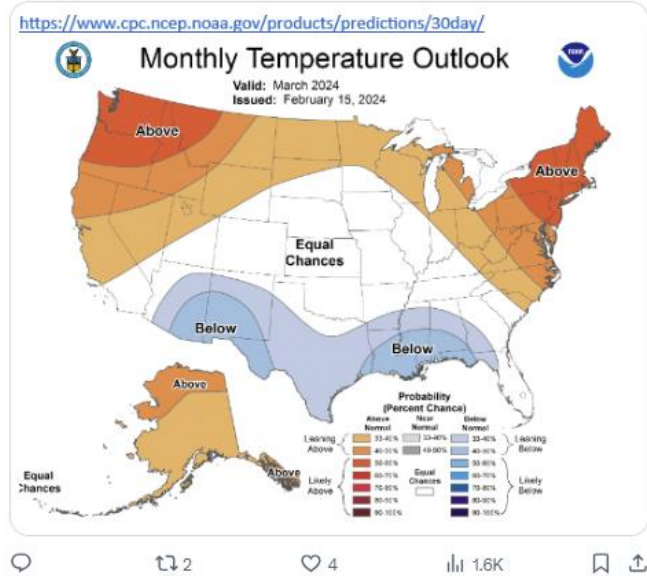 https://www.cpc.ncep.noaa.gov/products/predictions/30day/
Monthly Temperature Outlook
Valid: March 2024
Issued: February 15, 2024
Above
Above
Equal
Chances
Below
Below
Above
Above
Equal
Chances
Probability
(Percent Chance)
Above
Normal
Near
Normal
Below
Normal
Leaning
Above
33-40%
40-50%
33-40%
40-50%
33-40%
40-50%
Leaning
Below
Likely
Above
50-60%
60-70%
70-80%
80-90%
90-100%
Equal
Chances
50-60%
60-70%
70-80%
80-90%
90-100%
Likely
Below
2
4
1.6K